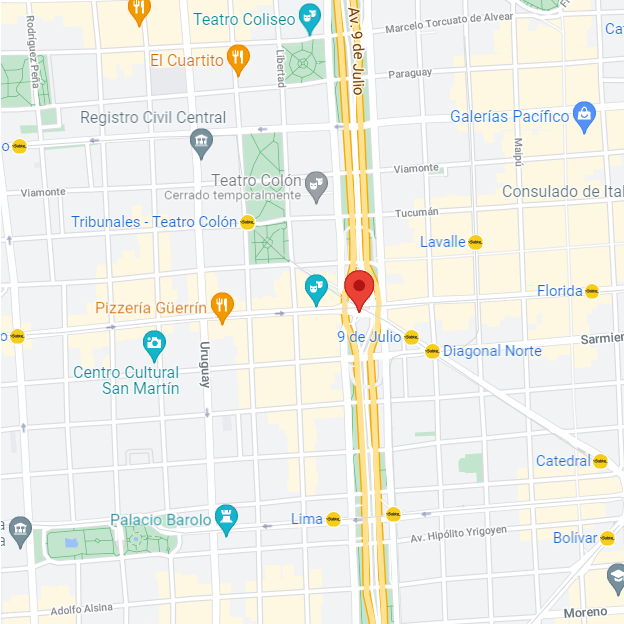 Teatro Coliseo
Av. 9 de Julio
Marcelo Torcuato de Alvear
Rodríguez Peña
Libertad
El Cuartito
Paraguay
Registro Civil Central
Galerías Pacífico
Maipú
Viamonte
Teatro Colón
Cerrado temporalmente
Viamonte
Consulado de Ital
Tribunales - Teatro Colón
Tucumán
Lavalle
Florida
Pizzería Güerrín
9 de Julio
Sarmien
Diagonal Norte
Uruguay
Centro Cultural
San Martín
Catedral
Palacio Barolo
Lima
Av. Hipólito Yrigoyen
Bolívar
Adolfo Alsina
Moreno